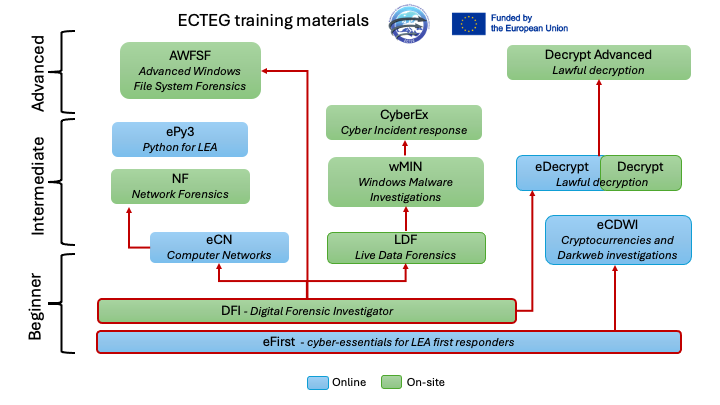 ECTEG training materials
Funded by
the European Union
Advanced
AWFSF
Advanced Windows
File System Forensics
Decrypt Advanced
Lawful decryption
Intermediate
ePy3
Python for LEA
CyberEx
Cyber Incident response
NF
Network Forensics
wMIN
Windows Malware
Investigations
eDecrypt Decrypt
Lawful decryption
eCN
Computer Networks
LDF
Live Data Forensics
eCDWI
Cryptocurrencies and
Darkweb investigations
Beginner
DFI - Digital Forensic Investigator
eFirst - cyber-essentials for LEA first responders
Online
On-site